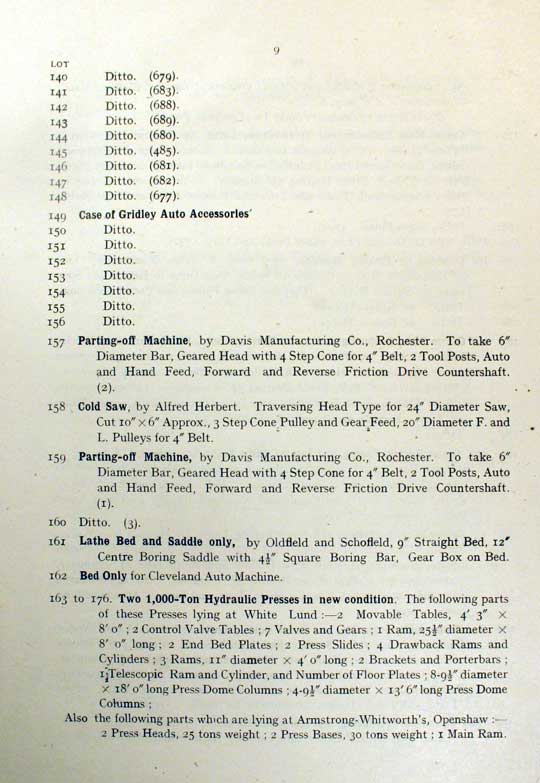 9
LOT
140 Ditto. (679).
141 Ditto. (683).
142 Ditto. (688).
143 Ditto. (689).
144 Ditto. (680).
145 Ditto. (485).
146 Ditto. (681).
147 Ditto. (682).
148 Ditto. (677).
149 Case of Gridley Auto Accessories
150 Ditto.
151 Ditto.
152 Ditto.
153 Ditto.
154 Ditto.
155 Ditto.
156 Ditto.
157 Parting-off Machine, by Davis Manufacturing Co., Rochester. To take 6″
Diameter Bar, Geared Head with 4 Step Cone for 4″ Belt, 2 Tool Posts, Auto
and Hand Feed, Forward and Reverse Friction Drive Countershaft.
(2).
158 Cold Saw, by Alfred Herbert. Traversing Head Type for 24″ Diameter Saw,
Cut 10″ × 6″ Approx., 3 Step Cone Pulley and Gear Feed, 20″ Diameter F. and
L. Pulleys for 4″ Belt.
159 Parting-off Machine, by Davis Manufacturing Co., Rochester. To take 6″
Diameter Bar, Geared Head with 4 Step Cone for 4″ Belt, 2 Tool Posts, Auto
and Hand Feed, Forward and Reverse Friction Drive Countershaft.
(1).
160 Ditto. (3).
161 Lathe Bed and Saddle only, by Oldfield and Schofield, 9″ Straight Bed, 12″
Centre Boring Saddle with 4½″ Square Boring Bar, Gear Box on Bed.
162 Bed Only for Cleveland Auto Machine.
163 to 176. Two 1,000-Ton Hydraulic Presses in new condition. The following parts
of these Presses lying at White Lund :—2 Movable Tables, 4′ 3″ ×
8′ 0″ ; 2 Control Valve Tables ; 7 Valves and Gears ; 1 Ram, 25½″ diameter ×
8′ 0″ long ; 2 End Bed Plates ; 2 Press Slides ; 4 Drawback Rams and
Cylinders ; 3 Rams, 11″ diameter × 4′ 0″ long ; 2 Brackets and Porterbars ;
1 Telescopic Ram and Cylinder, and Number of Floor Plates ; 8-9½″ diameter
× 18′ 0″ long Press Dome Columns ; 4-9½″ diameter × 13′ 6″ long Press Dome
Columns ;
Also the following parts which are lying at Armstrong-Whitworth's, Openshaw :—
2 Press Heads, 25 tons weight ; 2 Press Bases, 30 tons weight ; 1 Main Ram.